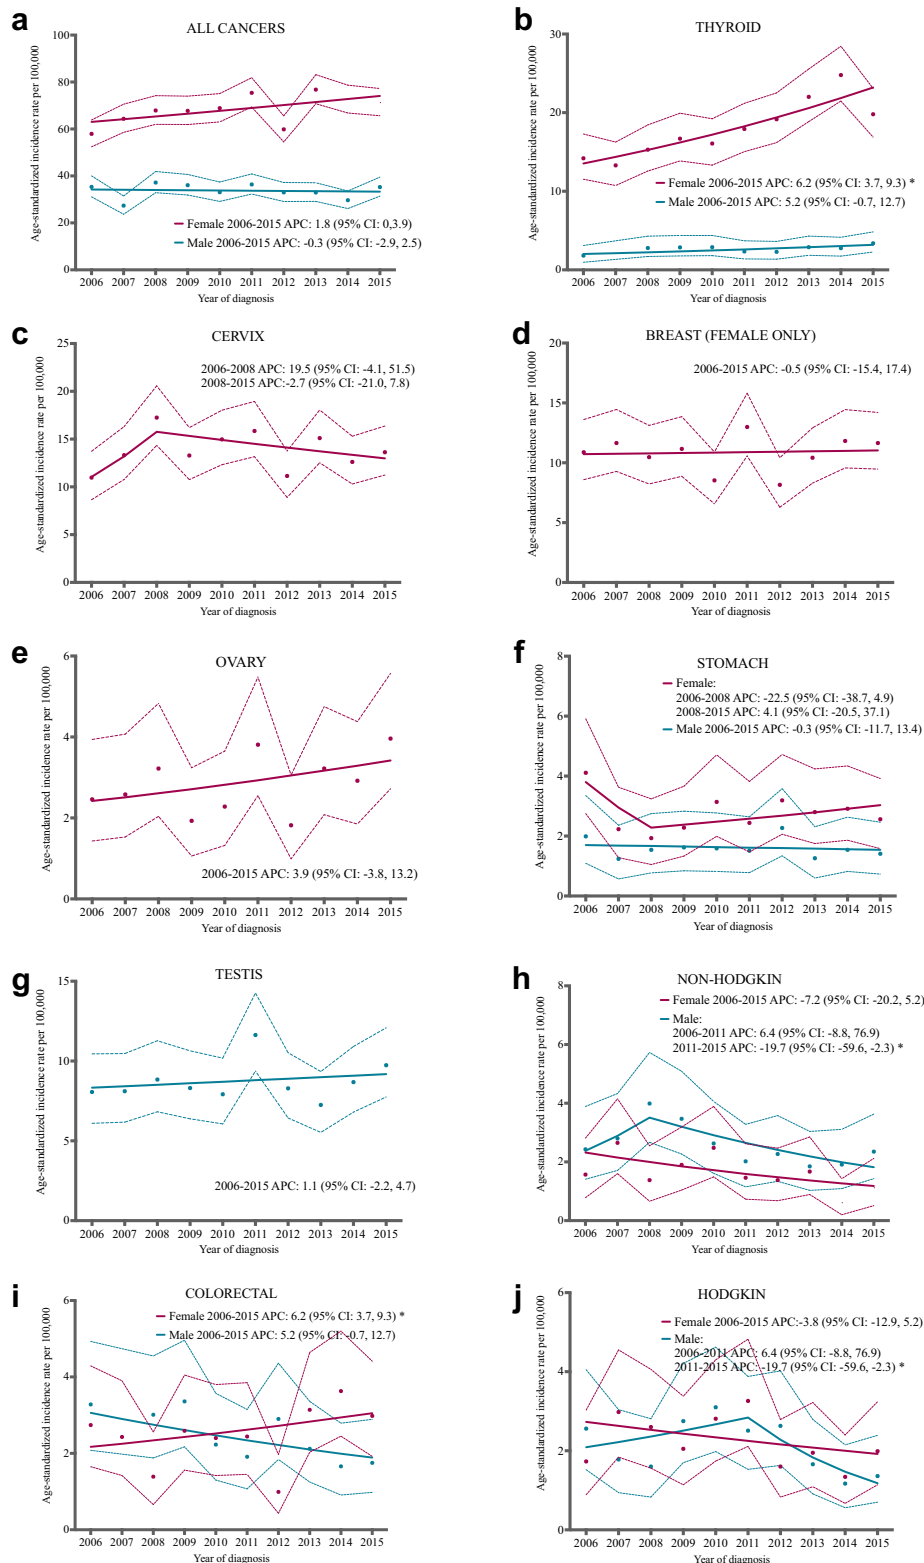 a
ALL CANCERS
Age-standardized incidence rate per 100,000
100
80
60
40
20
0
Female 2006-2015 APC: 1.8 (95% CI: 0,3.9)
Male 2006-2015 APC: -0.3 (95% CI: -2.9, 2.5)
2006 2007 2008 2009 2010 2011 2012 2013 2014 2015
Year of diagnosis
b
THYROID
Age-standardized incidence rate per 100,000
30
20
10
0
Female 2006-2015 APC: 6.2 (95% CI: 3.7, 9.3) *
Male 2006-2015 APC: 5.2 (95% CI: -0.7, 12.7)
2006 2007 2008 2009 2010 2011 2012 2013 2014 2015
Year of diagnosis
c
CERVIX
Age-standardized incidence rate per 100,000
25
20
15
10
5
0
2006-2008 APC: 19.5 (95% CI: -4.1, 51.5)
2008-2015 APC:-2.7 (95% CI: -21.0, 7.8)
2006 2007 2008 2009 2010 2011 2012 2013 2014 2015
Year of diagnosis
d
BREAST (FEMALE ONLY)
Age-standardized incidence rate per 100,000
20
15
10
5
0
2006-2015 APC: -0.5 (95% CI: -15.4, 17.4)
2006 2007 2008 2009 2010 2011 2012 2013 2014 2015
Year of diagnosis
e
OVARY
Age-standardized incidence rate per 100,000
6
4
2
0
2006-2015 APC: 3.9 (95% CI: -3.8, 13.2)
2006 2007 2008 2009 2010 2011 2012 2013 2014 2015
Year of diagnosis
f
STOMACH
Age-standardized incidence rate per 100,000
8
6
4
2
0
Female:
2006-2008 APC: -22.5 (95% CI: -38.7, 4.9)
2008-2015 APC: 4.1 (95% CI: -20.5, 37.1)
Male 2006-2015 APC: -0.3 (95% CI: -11.7, 13.4)
2006 2007 2008 2009 2010 2011 2012 2013 2014 2015
Year of diagnosis
g
TESTIS
Age-standardized incidence rate per 100,000
15
10
5
0
2006-2015 APC: 1.1 (95% CI: -2.2, 4.7)
2006 2007 2008 2009 2010 2011 2012 2013 2014 2015
Year of diagnosis
h
NON-HODGKIN
Age-standardized incidence rate per 100,000
8
6
4
2
0
Female 2006-2015 APC: -7.2 (95% CI: -20.2, 5.2)
Male:
2006-2011 APC: 6.4 (95% CI: -8.8, 76.9)
2011-2015 APC: -19.7 (95% CI: -59.6, -2.3) *
2006 2007 2008 2009 2010 2011 2012 2013 2014 2015
Year of diagnosis
i
COLORECTAL
Age-standardized incidence rate per 100,000
6
4
2
0
Female 2006-2015 APC: 6.2 (95% CI: 3.7, 9.3) *
Male 2006-2015 APC: 5.2 (95% CI: -0.7, 12.7)
2006 2007 2008 2009 2010 2011 2012 2013 2014 2015
Year of diagnosis
j
HODGKIN
Age-standardized incidence rate per 100,000
6
4
2
0
Female 2006-2015 APC:-3.8 (95% CI: -12.9, 5.2)
Male:
2006-2011 APC: 6.4 (95% CI: -8.8, 76.9)
2011-2015 APC: -19.7 (95% CI: -59.6, -2.3) *
2006 2007 2008 2009 2010 2011 2012 2013 2014 2015
Year of diagnosis